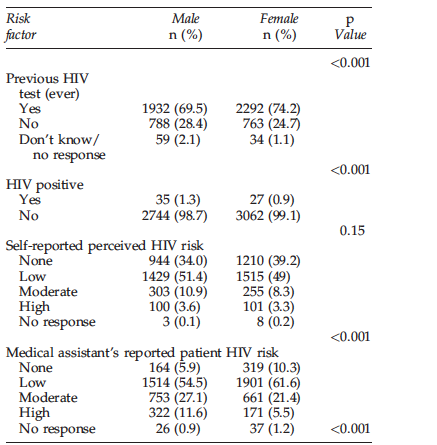 Risk Male Female p
factor n (%) n (%) Value
<0.001
Previous HIV
test (ever)
Yes 1932 (69.5) 2292 (74.2)
No 788 (28.4) 763 (24.7)
Don't know/ 59 (2.1) 34 (1.1)
no response
<0.001
HIV positive
Yes 35 (1.3) 27 (0.9)
No 2744 (98.7) 3062 (99.1)
0.15
Self-reported perceived HIV risk
None 944 (34.0) 1210 (39.2)
Low 1429 (51.4) 1515 (49)
Moderate 303 (10.9) 255 (8.3)
High 100 (3.6) 101 (3.3)
No response 3 (0.1) 8 (0.2)
<0.001
Medical assistant's reported patient HIV risk
None 164 (5.9) 319 (10.3)
Low 1514 (54.5) 1901 (61.6)
Moderate 753 (27.1) 661 (21.4)
High 322 (11.6) 171 (5.5)
No response 26 (0.9) 37 (1.2) <0.001